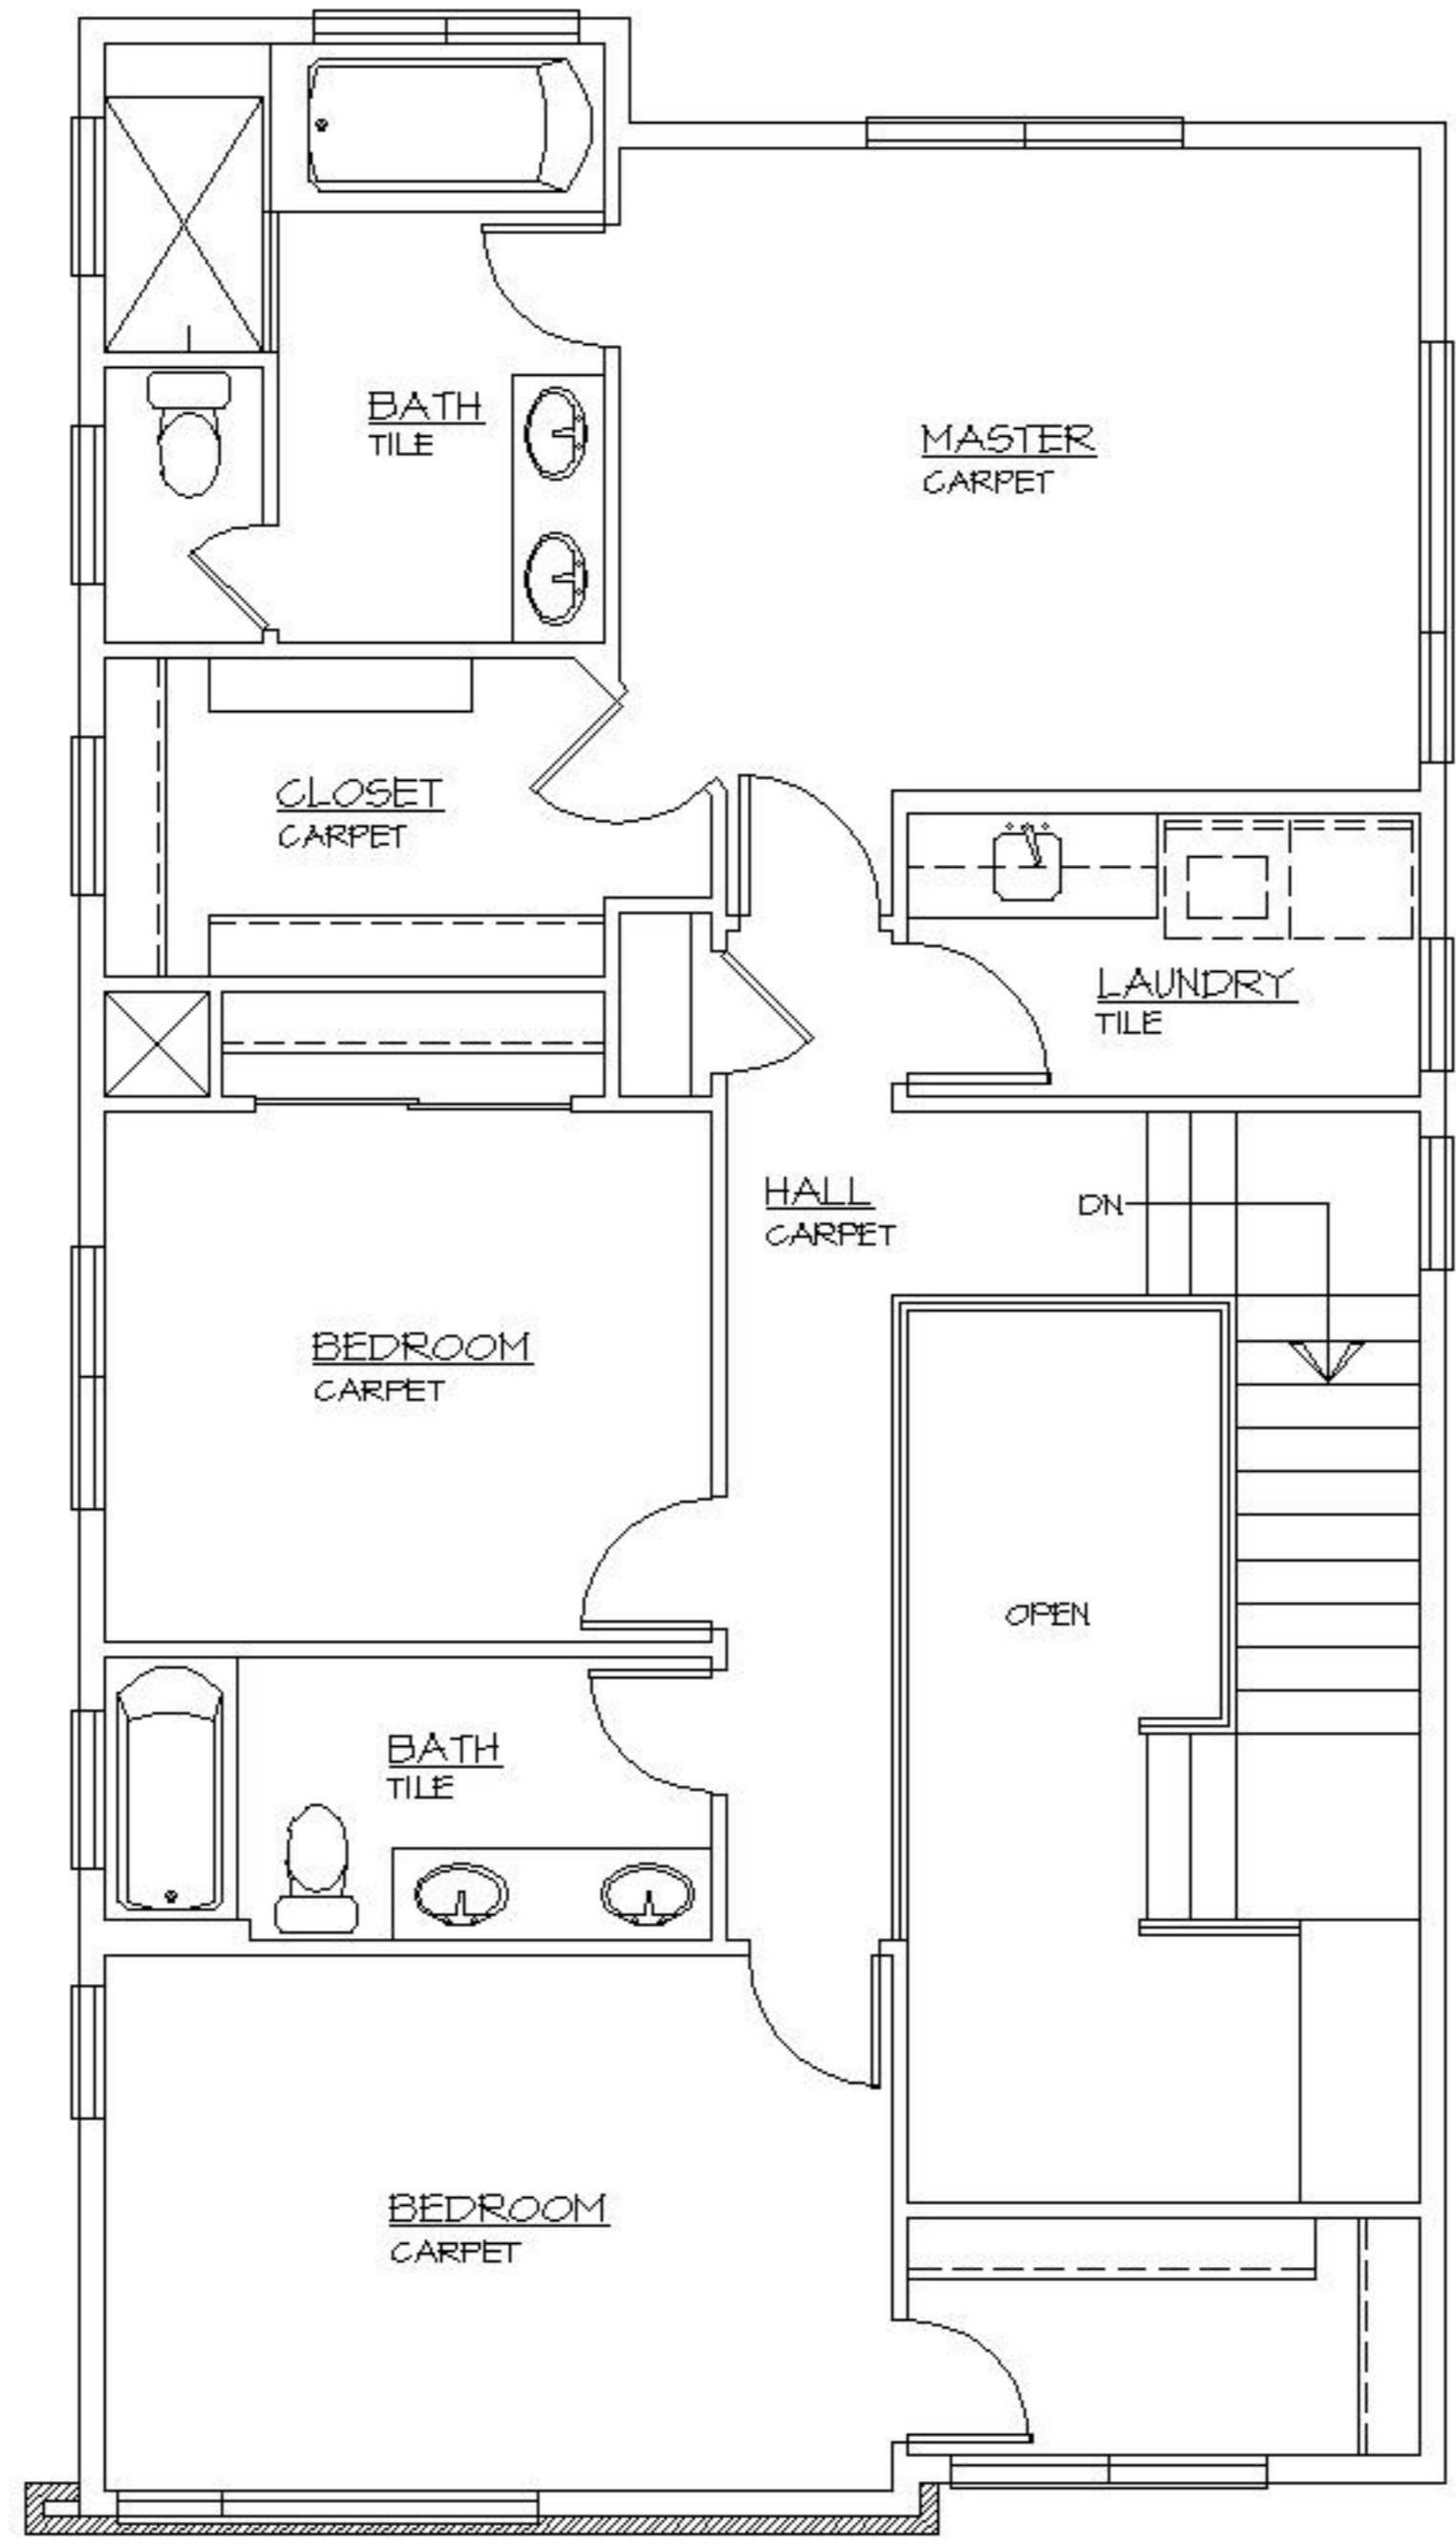 BATH
TILE
MASTER
CARPET
CLOSET
CARPET
LAUNDRY
TILE
HALL
CARPET
DN
BEDROOM
CARPET
OPEN
BATH
TILE
BEDROOM
CARPET